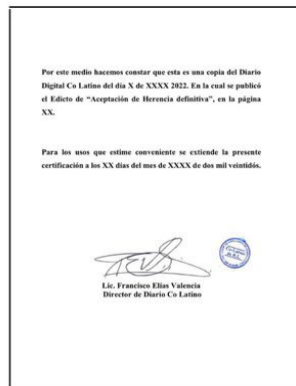 Por este medio hacemos constar que esta es una copia del Diario
Digital Co Latino del día X de XXXX 2022. En la cual se publicó
el Edicto de “Aceptación de Herencia definitiva”, en la página
XX.
Para los usos que estime conveniente se extiende la presente
certificación a los XX días del mes de XXXX de dos mil veintidós.
Lic. Francisco Elías Valencia
Director de Diario Co Latino